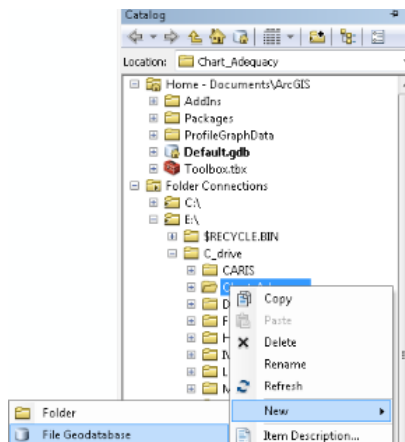 Catalog
Location: Chart_Adequacy
Home - Documents\ArcGIS
AddIns
Packages
ProfileGraphData
Default.gdb
Toolbox.tbx
Folder Connections
C:\
E:\
$RECYCLE.BIN
C_drive
CARIS
D
F
H
L
M
Copy
Paste
Delete
Rename
Refresh
New
Item Description...
Folder
File Geodatabase